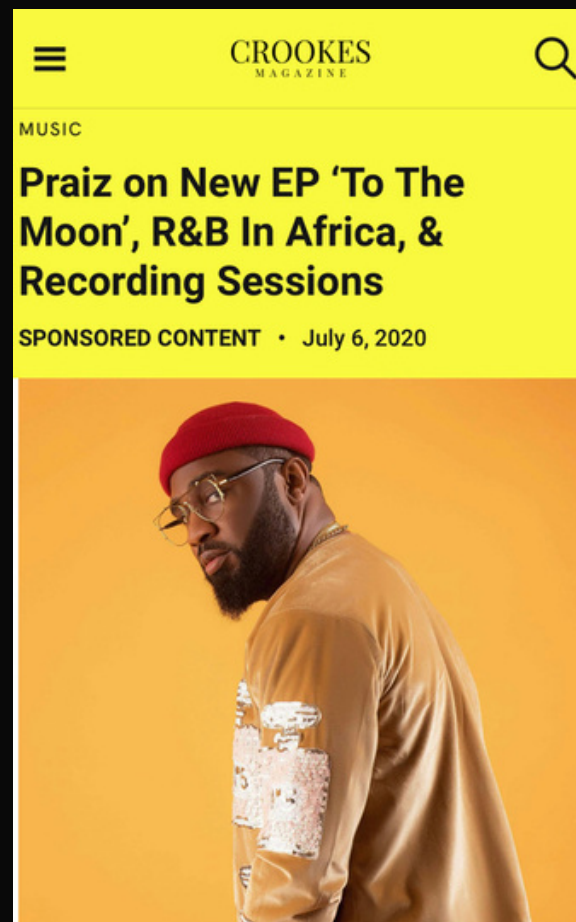 CROOKES
MAGAZINE
MUSIC
Praiz on New EP ‘To The
Moon’, R&B In Africa, &
Recording Sessions
SPONSORED CONTENT • July 6, 2020